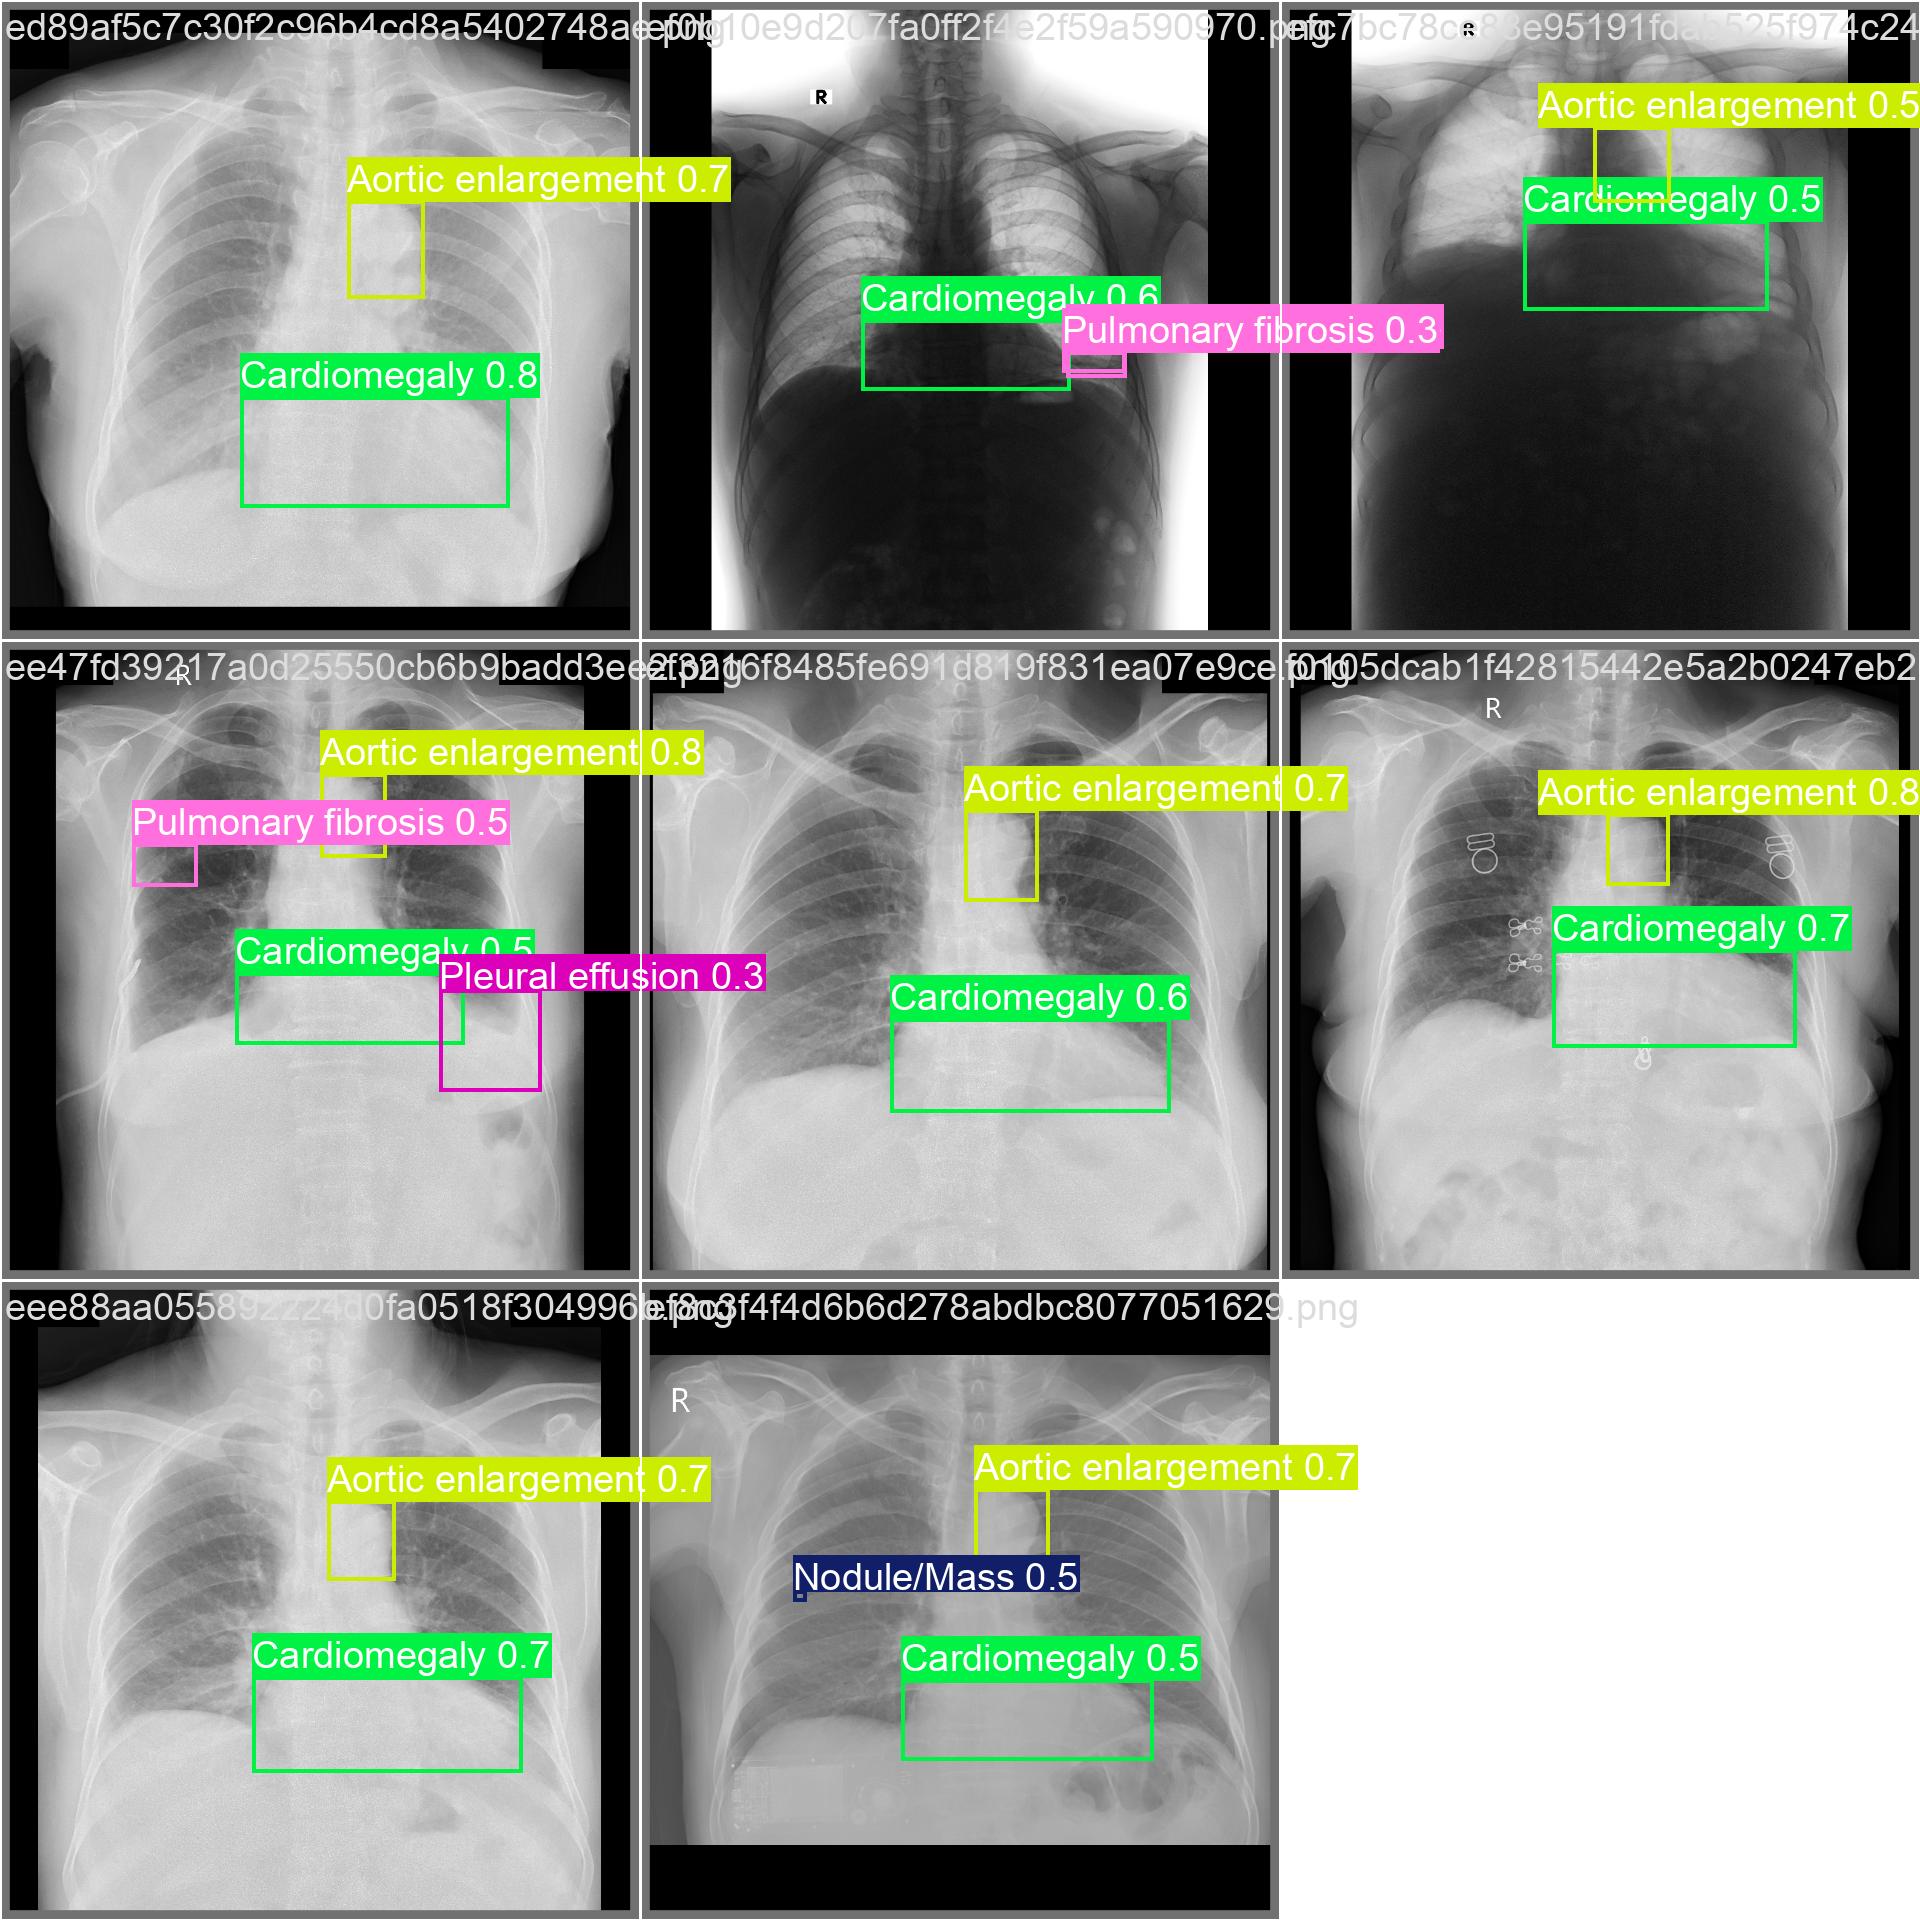 ed89af5c7c30f2c96b4cd8a5402748ae
R
Aortic enlargement 0.7
Cardiomegaly 0.8
Cardiomegaly 0.6
Pulmonary fibrosis 0.3
R
Aortic enlargement 0.5
Cardiomegaly 0.5
R
Aortic enlargement 0.8
Pulmonary fibrosis 0.5
Cardiomegaly 0.5
Pleural effusion 0.3
Aortic enlargement 0.7
Cardiomegaly 0.6
R
Aortic enlargement 0.8
Cardiomegaly 0.7
Aortic enlargement 0.7
Cardiomegaly 0.7
R
Aortic enlargement 0.7
Nodule/Mass 0.5
Cardiomegaly 0.5